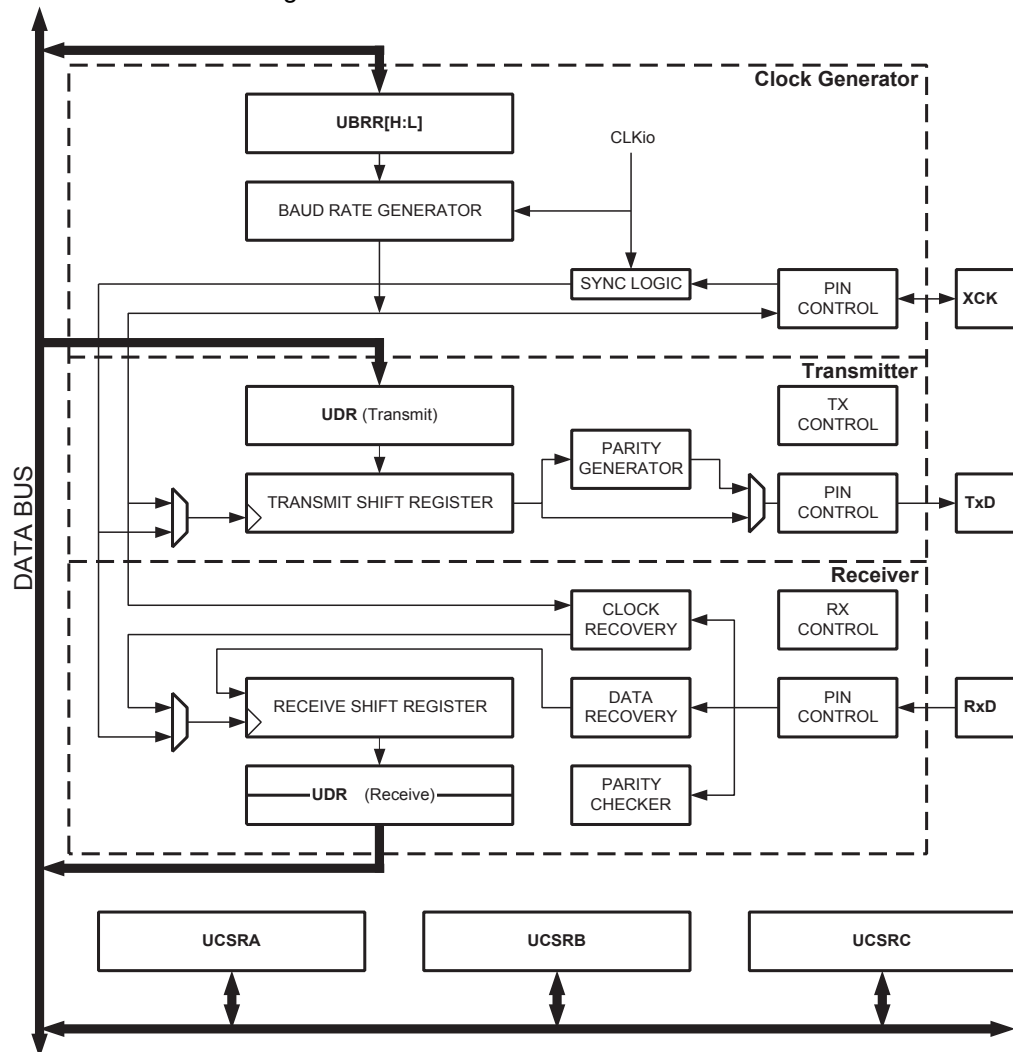 Clock Generator
UBRR[H:L]
CLKio
BAUD RATE GENERATOR
SYNC LOGIC
PIN
CONTROL
XCK
Transmitter
UDR (Transmit)
TX
CONTROL
PARITY
GENERATOR
TRANSMIT SHIFT REGISTER
PIN
CONTROL
TxD
DATA BUS
Receiver
CLOCK
RECOVERY
RX
CONTROL
RECEIVE SHIFT REGISTER
DATA
RECOVERY
PIN
CONTROL
RxD
UDR (Receive)
PARITY
CHECKER
UCSRA
UCSRB
UCSRC